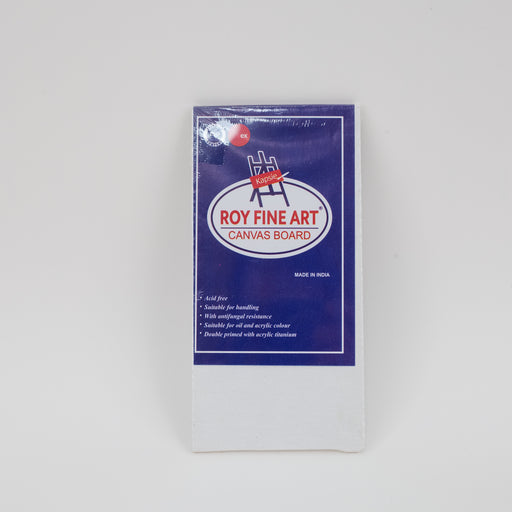 ex
Kapsie
ROY FINE ART®
CANVAS BOARD
MADE IN INDIA
• Acid free
• Suitable for handling
• With antifungal resistance
• Suitable for oil and acrylic colour
• Double primed with acrylic titanium